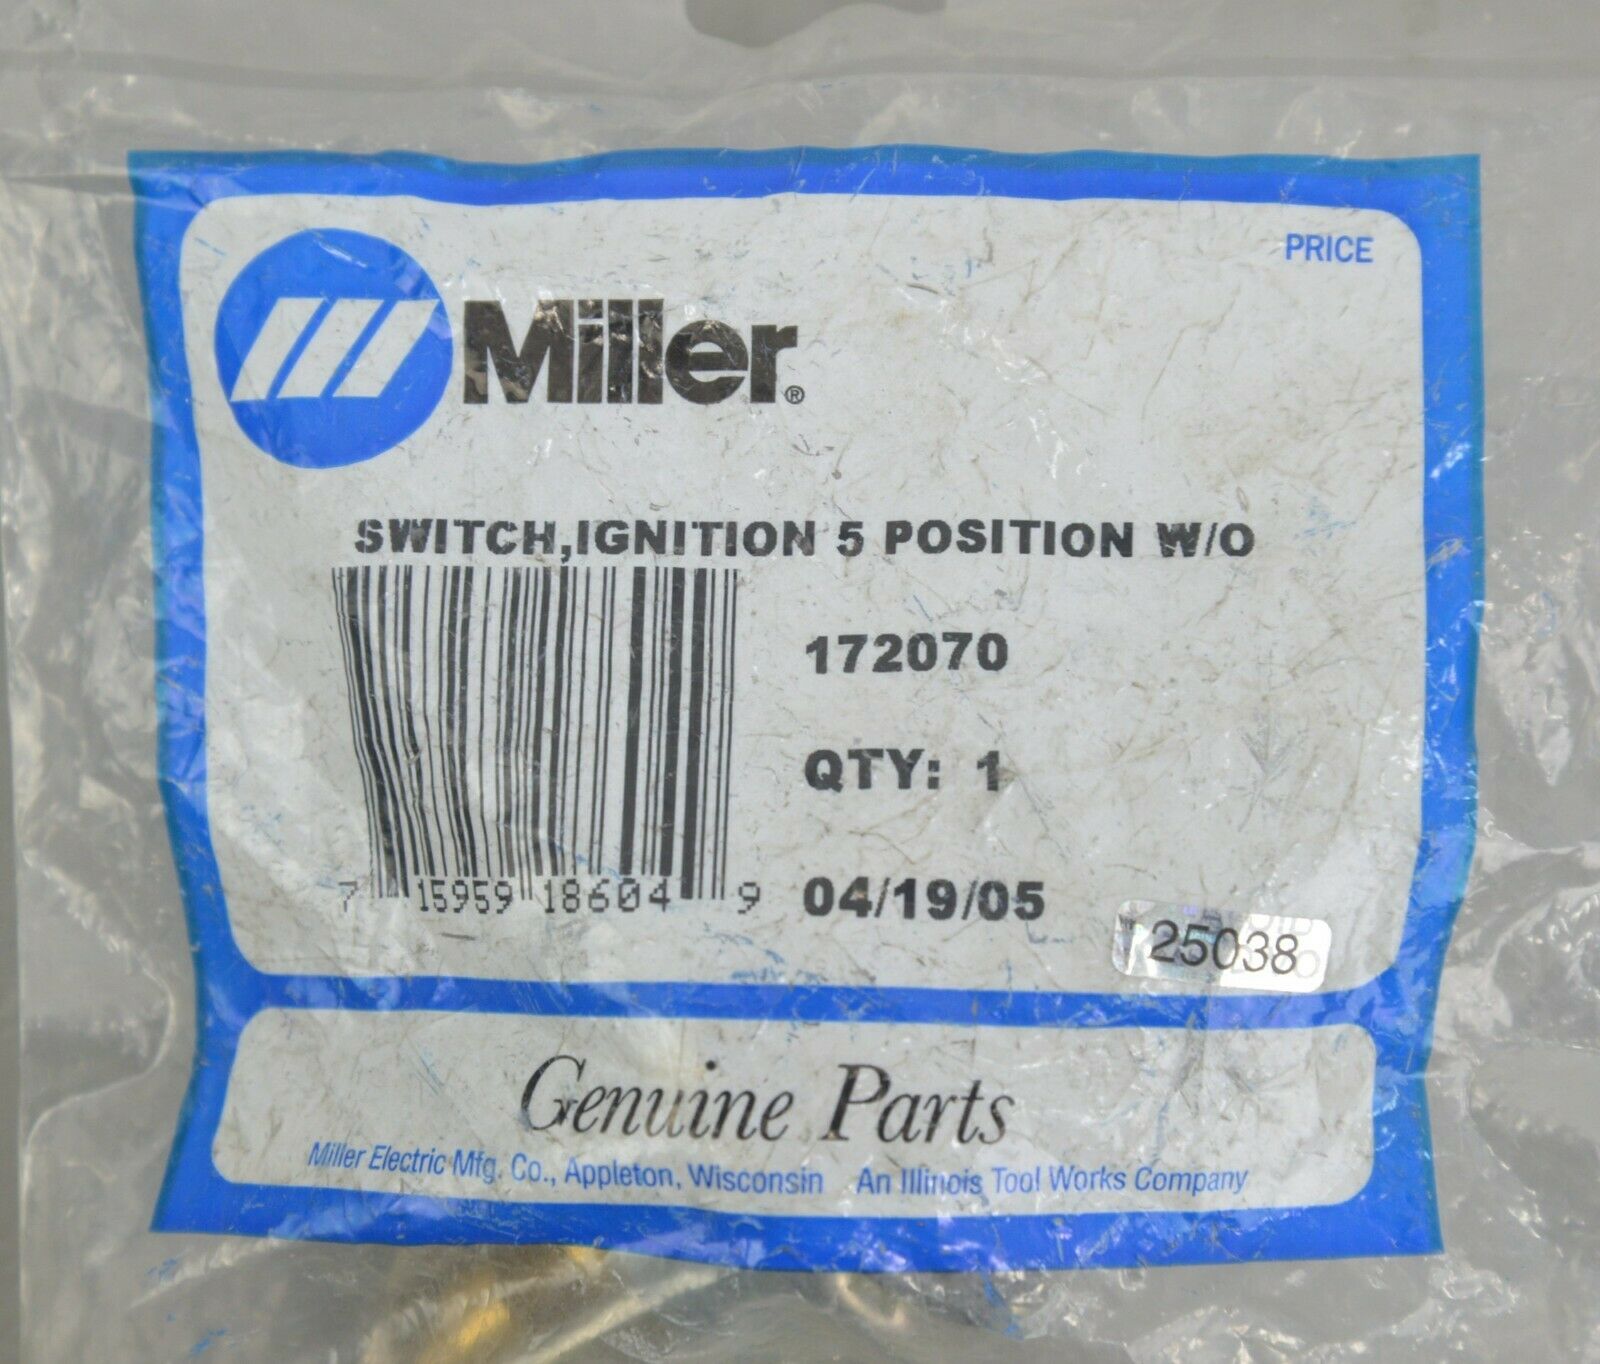 PRICE
Miller®
SWITCH,IGNITION 5 POSITION W/O
172070
QTY: 1
7 15959 18604 9
04/19/05
25038
Genuine Parts
Miller Electric Mfg. Co., Appleton, Wisconsin An Illinois Tool Works Company